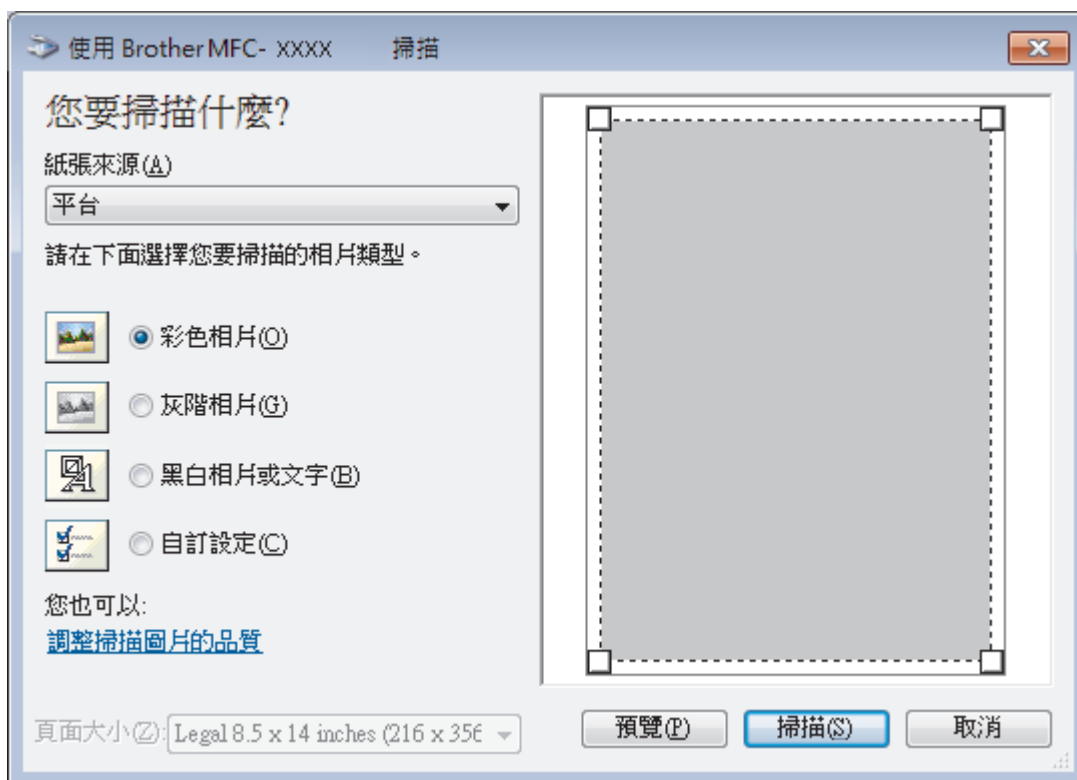 使用 Brother MFC- XXXX 掃描
您要掃描什麼?
紙張來源(A)
平台
請在下面選擇您要掃描的相片類型。
彩色相片(O)
灰階相片(G)
黑白相片或文字(B)
自訂設定(C)
您也可以:
調整掃描圖片的品質
頁面大小(Z): Legal 8.5 x 14 inches (216 x 356
預覽(P)
掃描(S)
取消